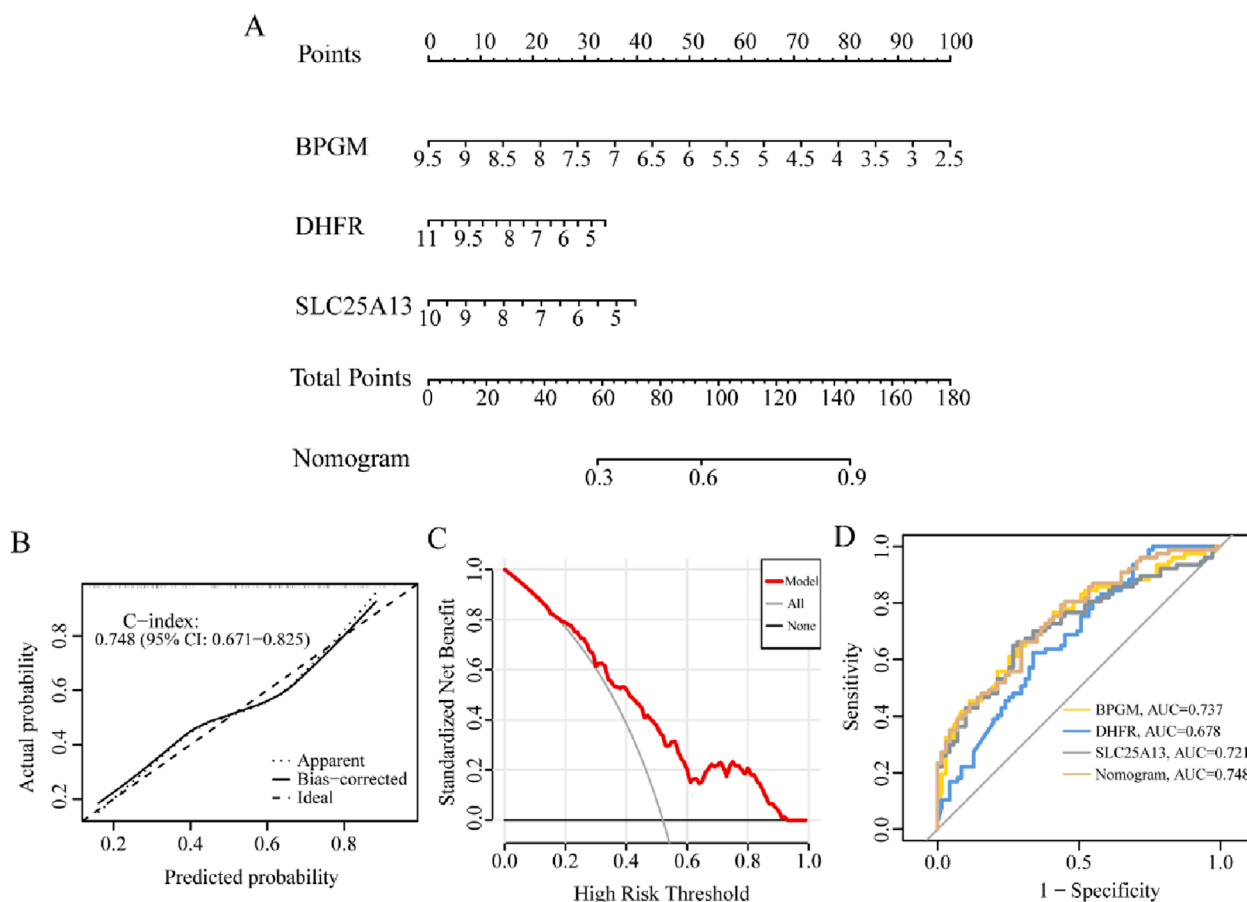 A
Points
0 10 20 30 40 50 60 70 80 90 100
BPGM
9.5 9 8.5 8 7.5 7 6.5 6 5.5 5 4.5 4 3.5 3 2.5
DHFR
11 9.5 8 7 6 5
SLC25A13
10 9 8 7 6 5
Total Points
0 20 40 60 80 100 120 140 160 180
Nomogram
0.3 0.6 0.9
B
C-index:
0.748 (95% CI: 0.671-0.825)
Actual probability
0.8
0.6
0.4
0.2
Apparent
Bias-corrected
Ideal
0.2 0.4 0.6 0.8
Predicted probability
C
Standardized Net Benefit
1.0
0.8
0.6
0.4
0.2
0.0
Model
All
None
0.0 0.2 0.4 0.6 0.8 1.0
High Risk Threshold
D
Sensitivity
1.0
0.8
0.6
0.4
0.2
0.0
BPGM, AUC=0.737
DHFR, AUC=0.678
SLC25A13, AUC=0.721
Nomogram, AUC=0.748
0.0 0.5 1.0
1 − Specificity